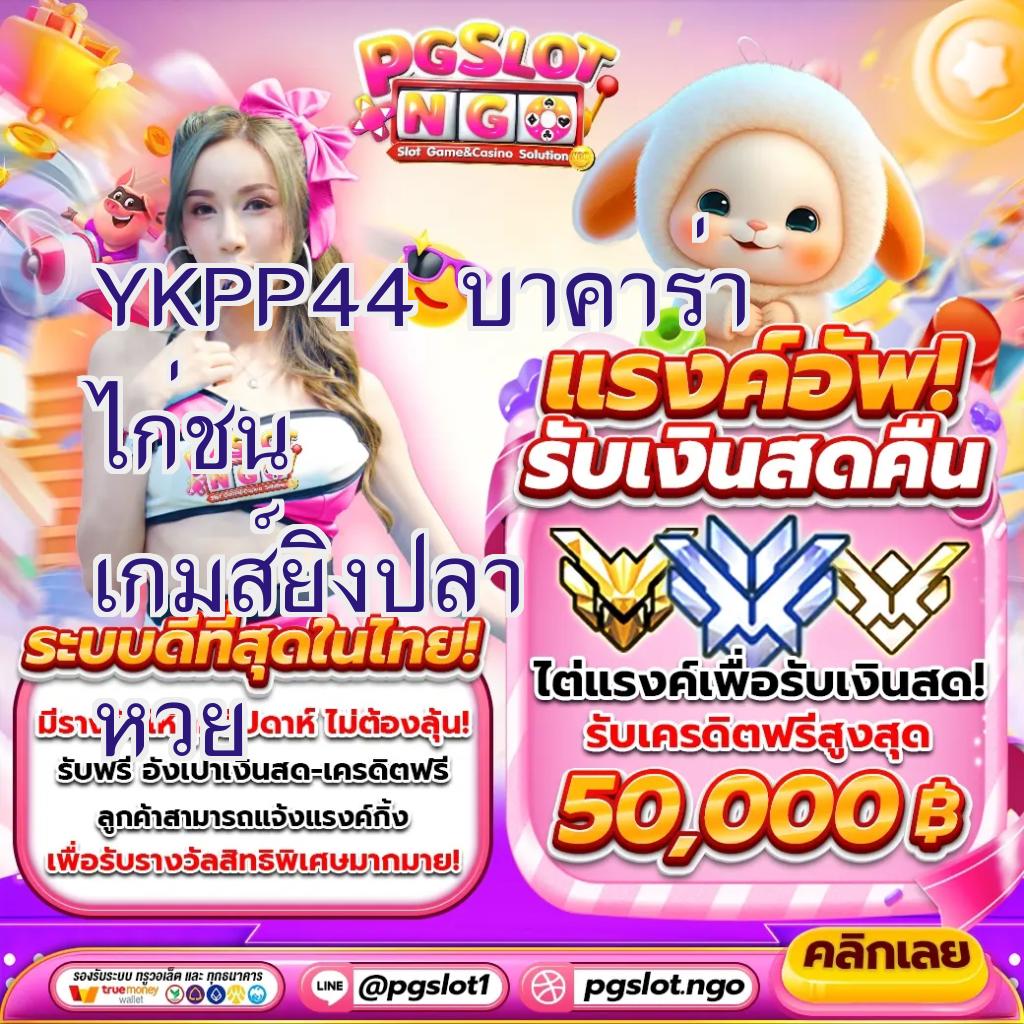 PGSLOT
NGO
Slot Game&Casino Solution
YKPP44 บาคาร่า
ไก่ชน
เกมส์ยิงปลา
หวย
แรงค์อัพ!
รับเงินสดคืน
ไต่แรงค์เพื่อรับเงินสด!
รับเครดิตฟรีสูงสุด
50,000฿
ระบบดีที่สุดในไทย!
ไม่ต้องลุ้น!
รับฟรี อั่งเปาเงินสด-เครดิตฟรี
ลูกค้าสามารถแจ้งแรงค์กิ้ง
เพื่อรับรางวัลสิทธิพิเศษมากมาย!
คลิกเลย
รองรับระบบ ทรูวอเล็ต และ ทุกธนาคาร
truemoney
wallet
LINE @pgslot1
pgslot.ngo